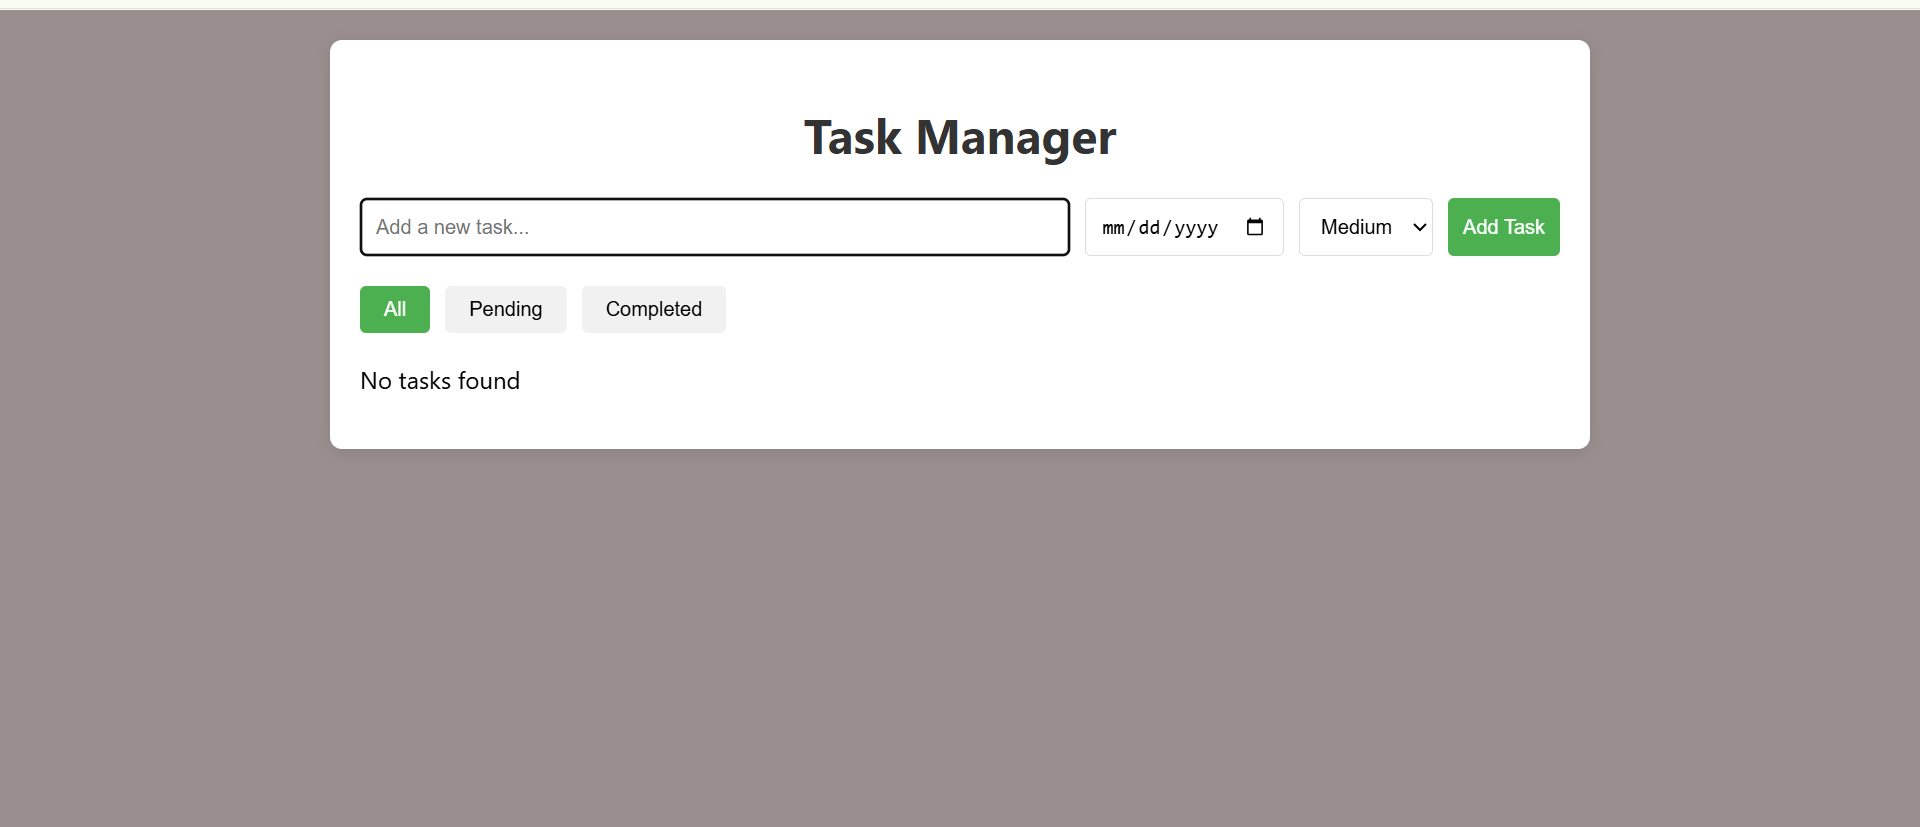 Task Manager
Add a new task... mm/dd/yyyy Medium Add Task
All Pending Completed
No tasks found